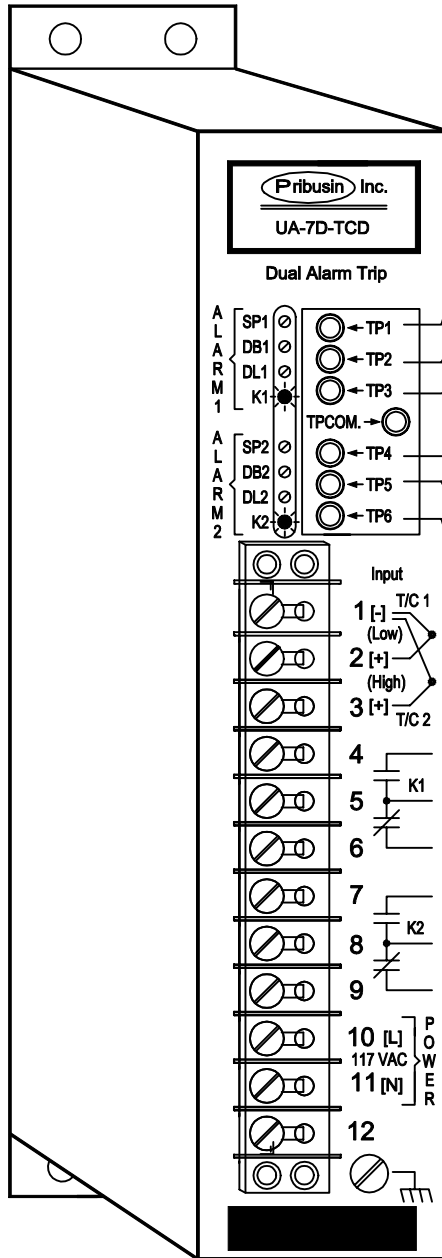 Pribusin Inc.
UA-7D-TCD
Dual Alarm Trip
ALARM 1
SP1
DB1
DL1
K1
TP1
TP2
TP3
TPCOM.
ALARM 2
SP2
DB2
DL2
K2
TP4
TP5
TP6
Input
1 [-] T/C 1
(Low)
2 [+]
(High)
3 [+] T/C 2
4
5 K1
6
7
8 K2
9
10 [L]
117 VAC
11 [N]
POWER
12